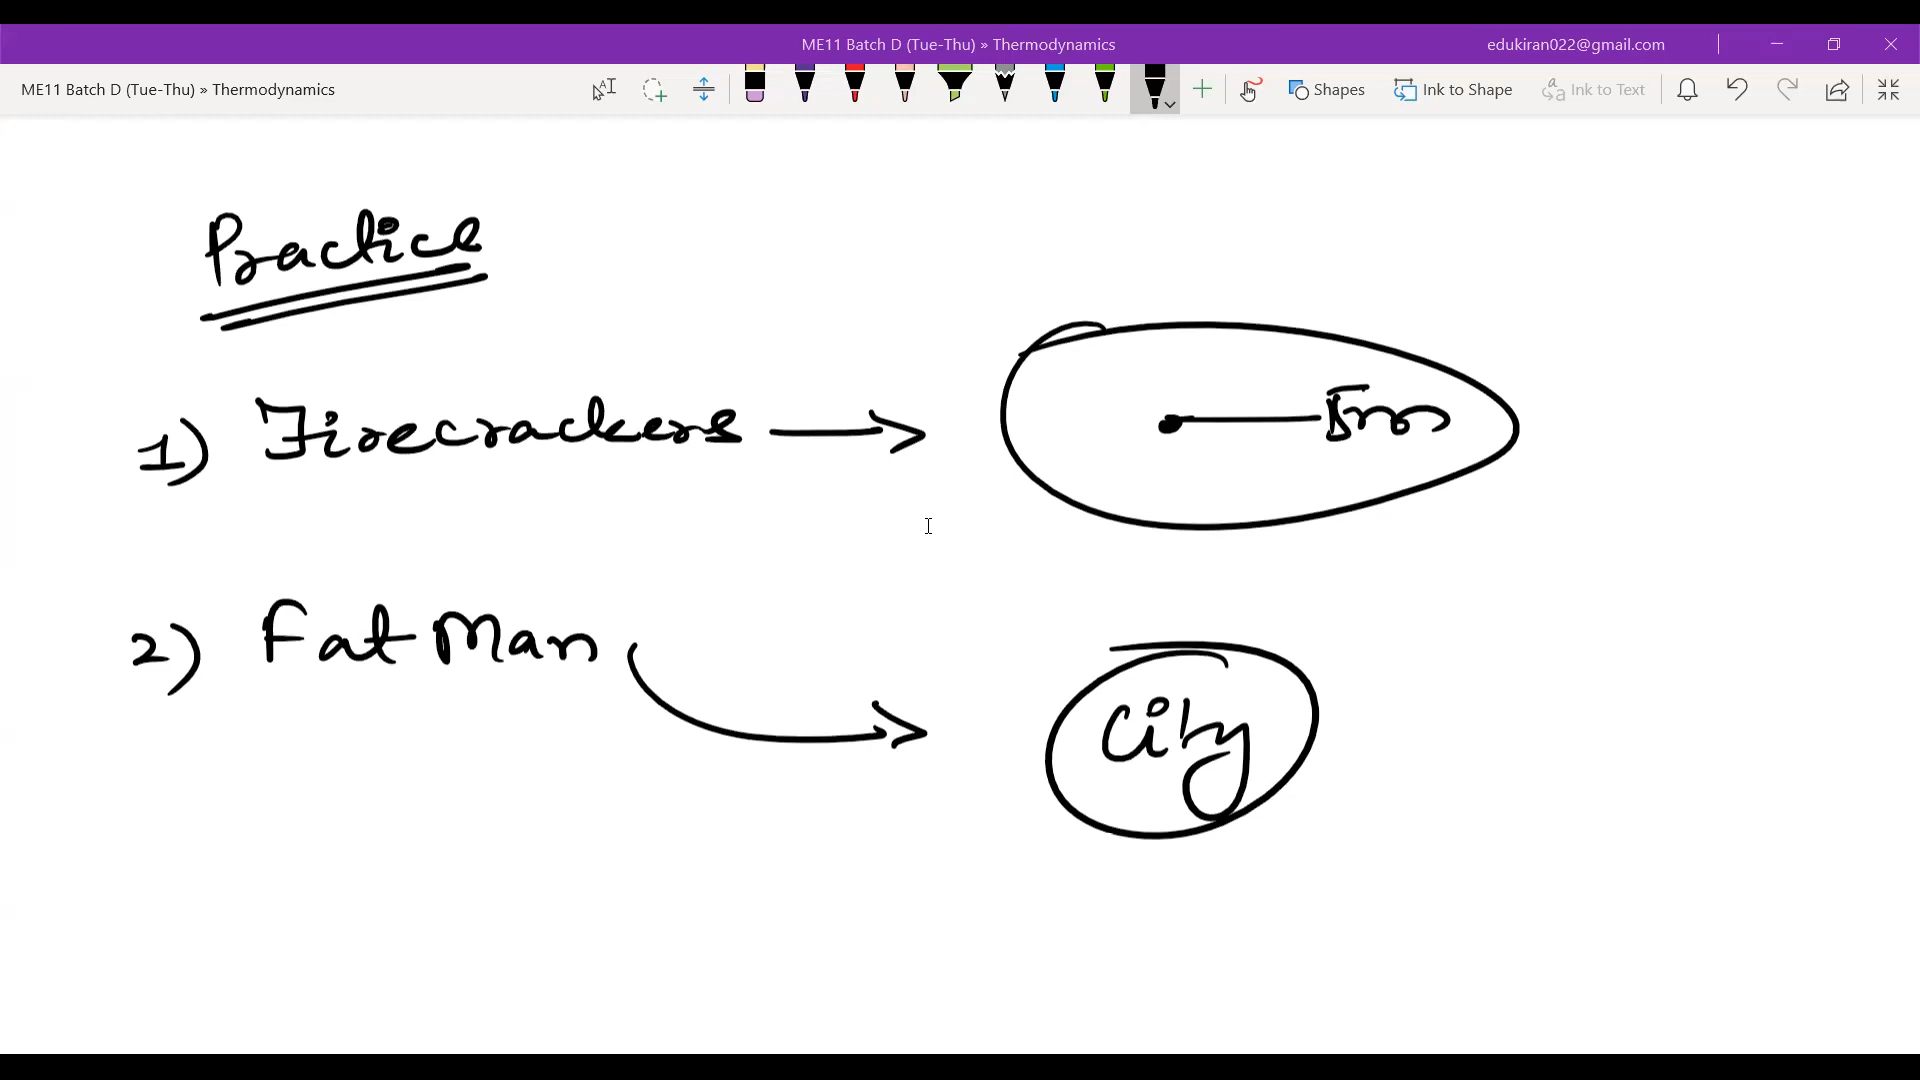 ME11 Batch D (Tue-Thu) » Thermodynamics
edukiran022@gmail.com
ME11 Batch D (Tue-Thu) » Thermodynamics
Shapes
Ink to Shape
Ink to Text
Practice
1) Firecrackers
2) Fat Man
City